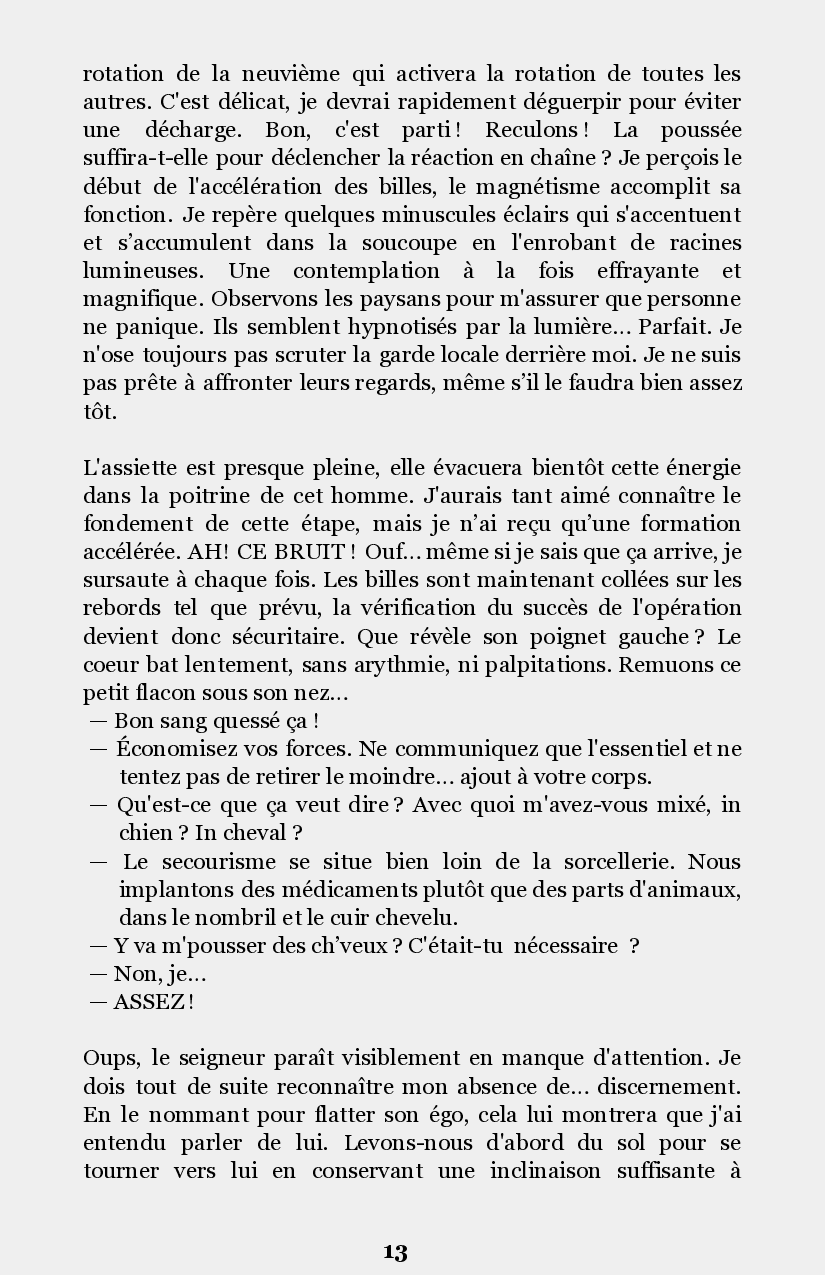 rotation de la neuvième qui activera la rotation de toutes les
autres. C'est délicat, je devrai rapidement déguerpir pour éviter
une décharge. Bon, c'est parti ! Reculons ! La poussée
suffira-t-elle pour déclencher la réaction en chaîne ? Je perçois le
début de l'accélération des billes, le magnétisme accomplit sa
fonction. Je repère quelques minuscules éclairs qui s'accentuent
et s’accumulent dans la soucoupe en l'enrobant de racines
lumineuses. Une contemplation à la fois effrayante et
magnifique. Observons les paysans pour m'assurer que personne
ne panique. Ils semblent hypnotisés par la lumière... Parfait. Je
n'ose toujours pas scruter la garde locale derrière moi. Je ne suis
pas prête à affronter leurs regards, même s’il le faudra bien assez
tôt.

L'assiette est presque pleine, elle évacuera bientôt cette énergie
dans la poitrine de cet homme. J'aurais tant aimé connaître le
fondement de cette étape, mais je n’ai reçu qu’une formation
accélérée. AH! CE BRUIT ! Ouf... même si je sais que ça arrive, je
sursaute à chaque fois. Les billes sont maintenant collées sur les
rebords tel que prévu, la vérification du succès de l'opération
devient donc sécuritaire. Que révèle son poignet gauche ? Le
coeur bat lentement, sans arythmie, ni palpitations. Remuons ce
petit flacon sous son nez...
— Bon sang quessé ça !
— Économisez vos forces. Ne communiquez que l'essentiel et ne
tentez pas de retirer le moindre... ajout à votre corps.
— Qu'est-ce que ça veut dire ? Avec quoi m'avez-vous mixé, in
chien ? In cheval ?
— Le secourisme se situe bien loin de la sorcellerie. Nous
implantons des médicaments plutôt que des parts d'animaux,
dans le nombril et le cuir chevelu.
— Y va m'pousser des ch’veux ? C'était-tu nécessaire ?
— Non, je...
— ASSEZ !

Oups, le seigneur paraît visiblement en manque d'attention. Je
dois tout de suite reconnaître mon absence de... discernement.
En le nommant pour flatter son égo, cela lui montrera que j'ai
entendu parler de lui. Levons-nous d'abord du sol pour se
tourner vers lui en conservant une inclinaison suffisante à

13